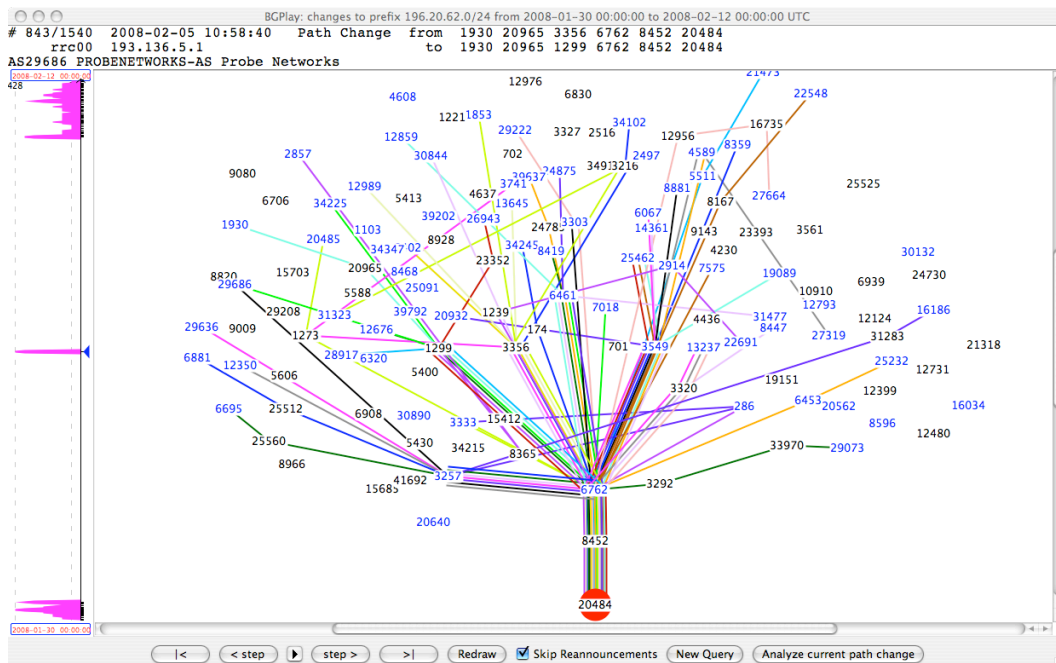 BGPlay: changes to prefix 196.20.62.0/24 from 2008-01-30 00:00:00 to 2008-02-12 00:00:00 UTC
# 843/1540 2008-02-05 10:58:40 Path Change from 1930 20965 3356 6762 8452 20484
rrc00 193.136.5.1 to 1930 20965 1299 6762 8452 20484
AS29686 PROBENETWORKS-AS Probe Networks
2008-02-12 00:00:00
428
21473
12976
6830
22548
4608
1221 1853
29222 3327 2516 34102
12956 16735
12859
4589 8359
2857 30844 702 3491 3216 2497
9080 24875 5511
12989 39637 3741 8881 25525
6706 34225 5413 4637 13645 8167 27664
1930 1103 39202 26943 24785 3303 6067 14361 9143 23393 3561
20485 8928 34245 8419 4230 30132
34347
8820 15703 20965 8468 23352 25462 2914 7575 19089 24730
29686 5588 25091 6461 10910 6939
29208 31323 39792 20932 1239 7018 4436 31477 12793 12124 16186
29636 9009 1273 12676 174 8447 27319 31283
28917 6320 1299 3356 701 3549 13237 22691 21318
6881 12350 5606 5400 3320 19151 25232 12731
12399
6695 25512 6908 30890 3333 15412 286 6453 20562 16034
25560 5430 34215 8365 33970 29073 8596 12480
8966 41692 3257 3292
15685 6762
20640
8452
20484
2008-01-30 00:00:00
|< < step step > >| Redraw Skip Reannouncements New Query Analyze current path change